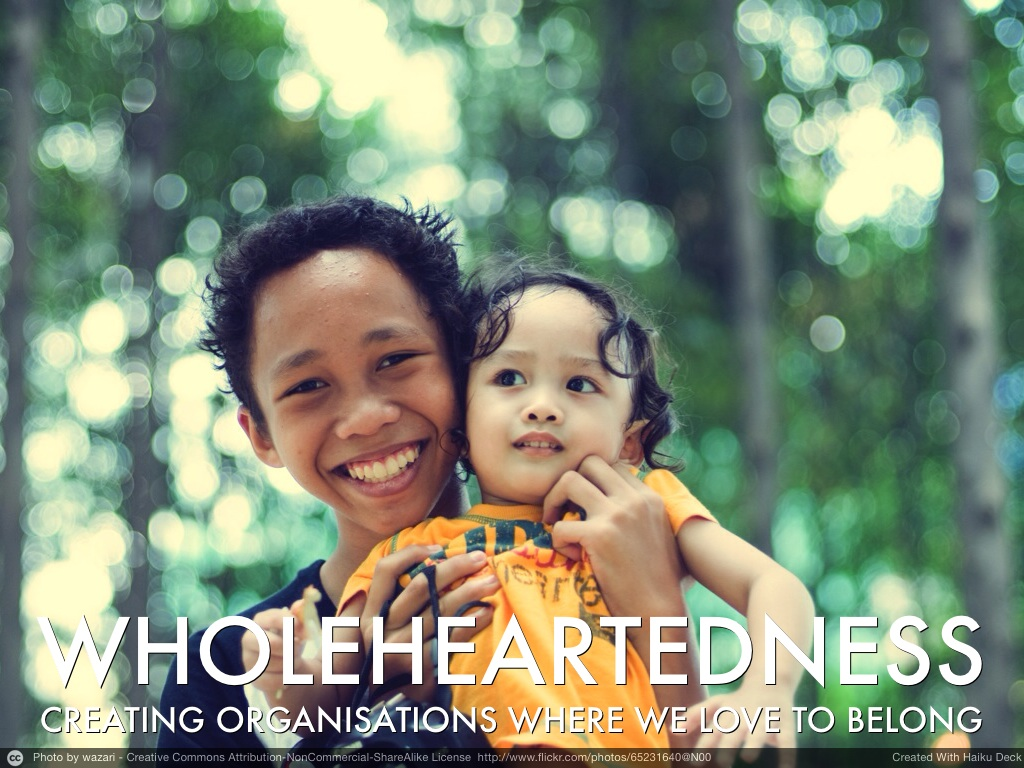 WHOLEHEARTEDNESS
CREATING ORGANISATIONS WHERE WE LOVE TO BELONG
cc Photo by wazari - Creative Commons Attribution-NonCommercial-ShareAlike License http://www.flickr.com/photos/65231640@N00 Created With Haiku Deck